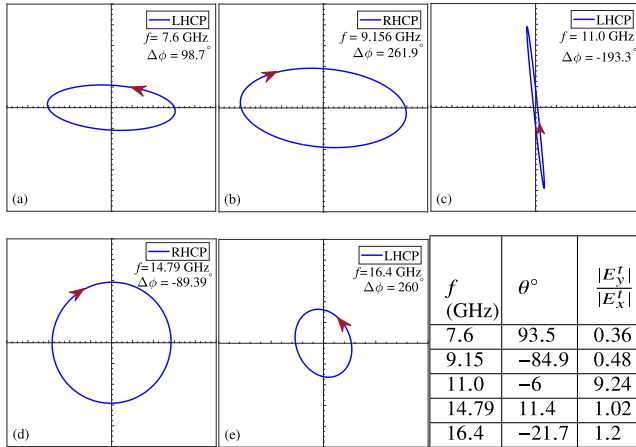 LHCP
f= 7.6 GHz
Δϕ = 98.7°
(a)
RHCP
f= 9.156 GHz
Δϕ = 261.9°
(b)
LHCP
f= 11.0 GHz
Δϕ = -193.3°
(c)
RHCP
f=14.79 GHz
Δϕ = -89.39°
(d)
LHCP
f= 16.4 GHz
Δϕ = 260°
(e)
f (GHz) θ° |E_y^t|/|E_x^t|
7.6 93.5 0.36
9.15 −84.9 0.48
11.0 −6 9.24
14.79 11.4 1.02
16.4 −21.7 1.2